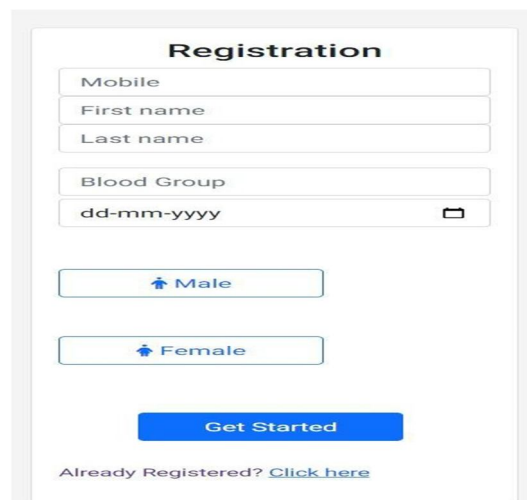 Registration
Mobile
First name
Last name
Blood Group
dd-mm-yyyy
Male
Female
Get Started
Already Registered? Click here